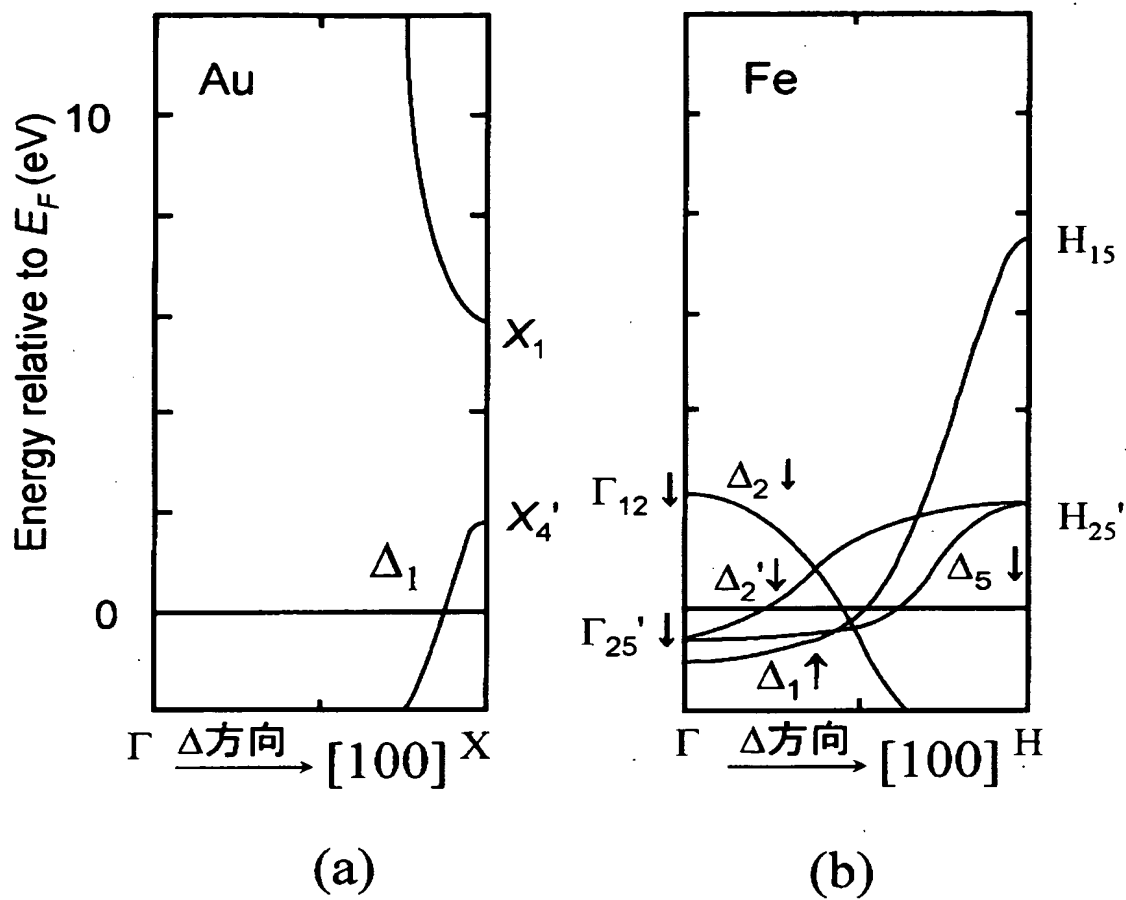 Energy relative to E_F (eV)
10
0
Au
X₁
X₄'
Δ₁
Γ Δ方向 [100] X
(a)
Fe
H₁₅
Γ₁₂ ↓
Δ₂ ↓
H₂₅'
Δ₂' ↓
Δ₅ ↓
Γ₂₅' ↓
Δ₁ ↑
Γ Δ方向 [100] H
(b)